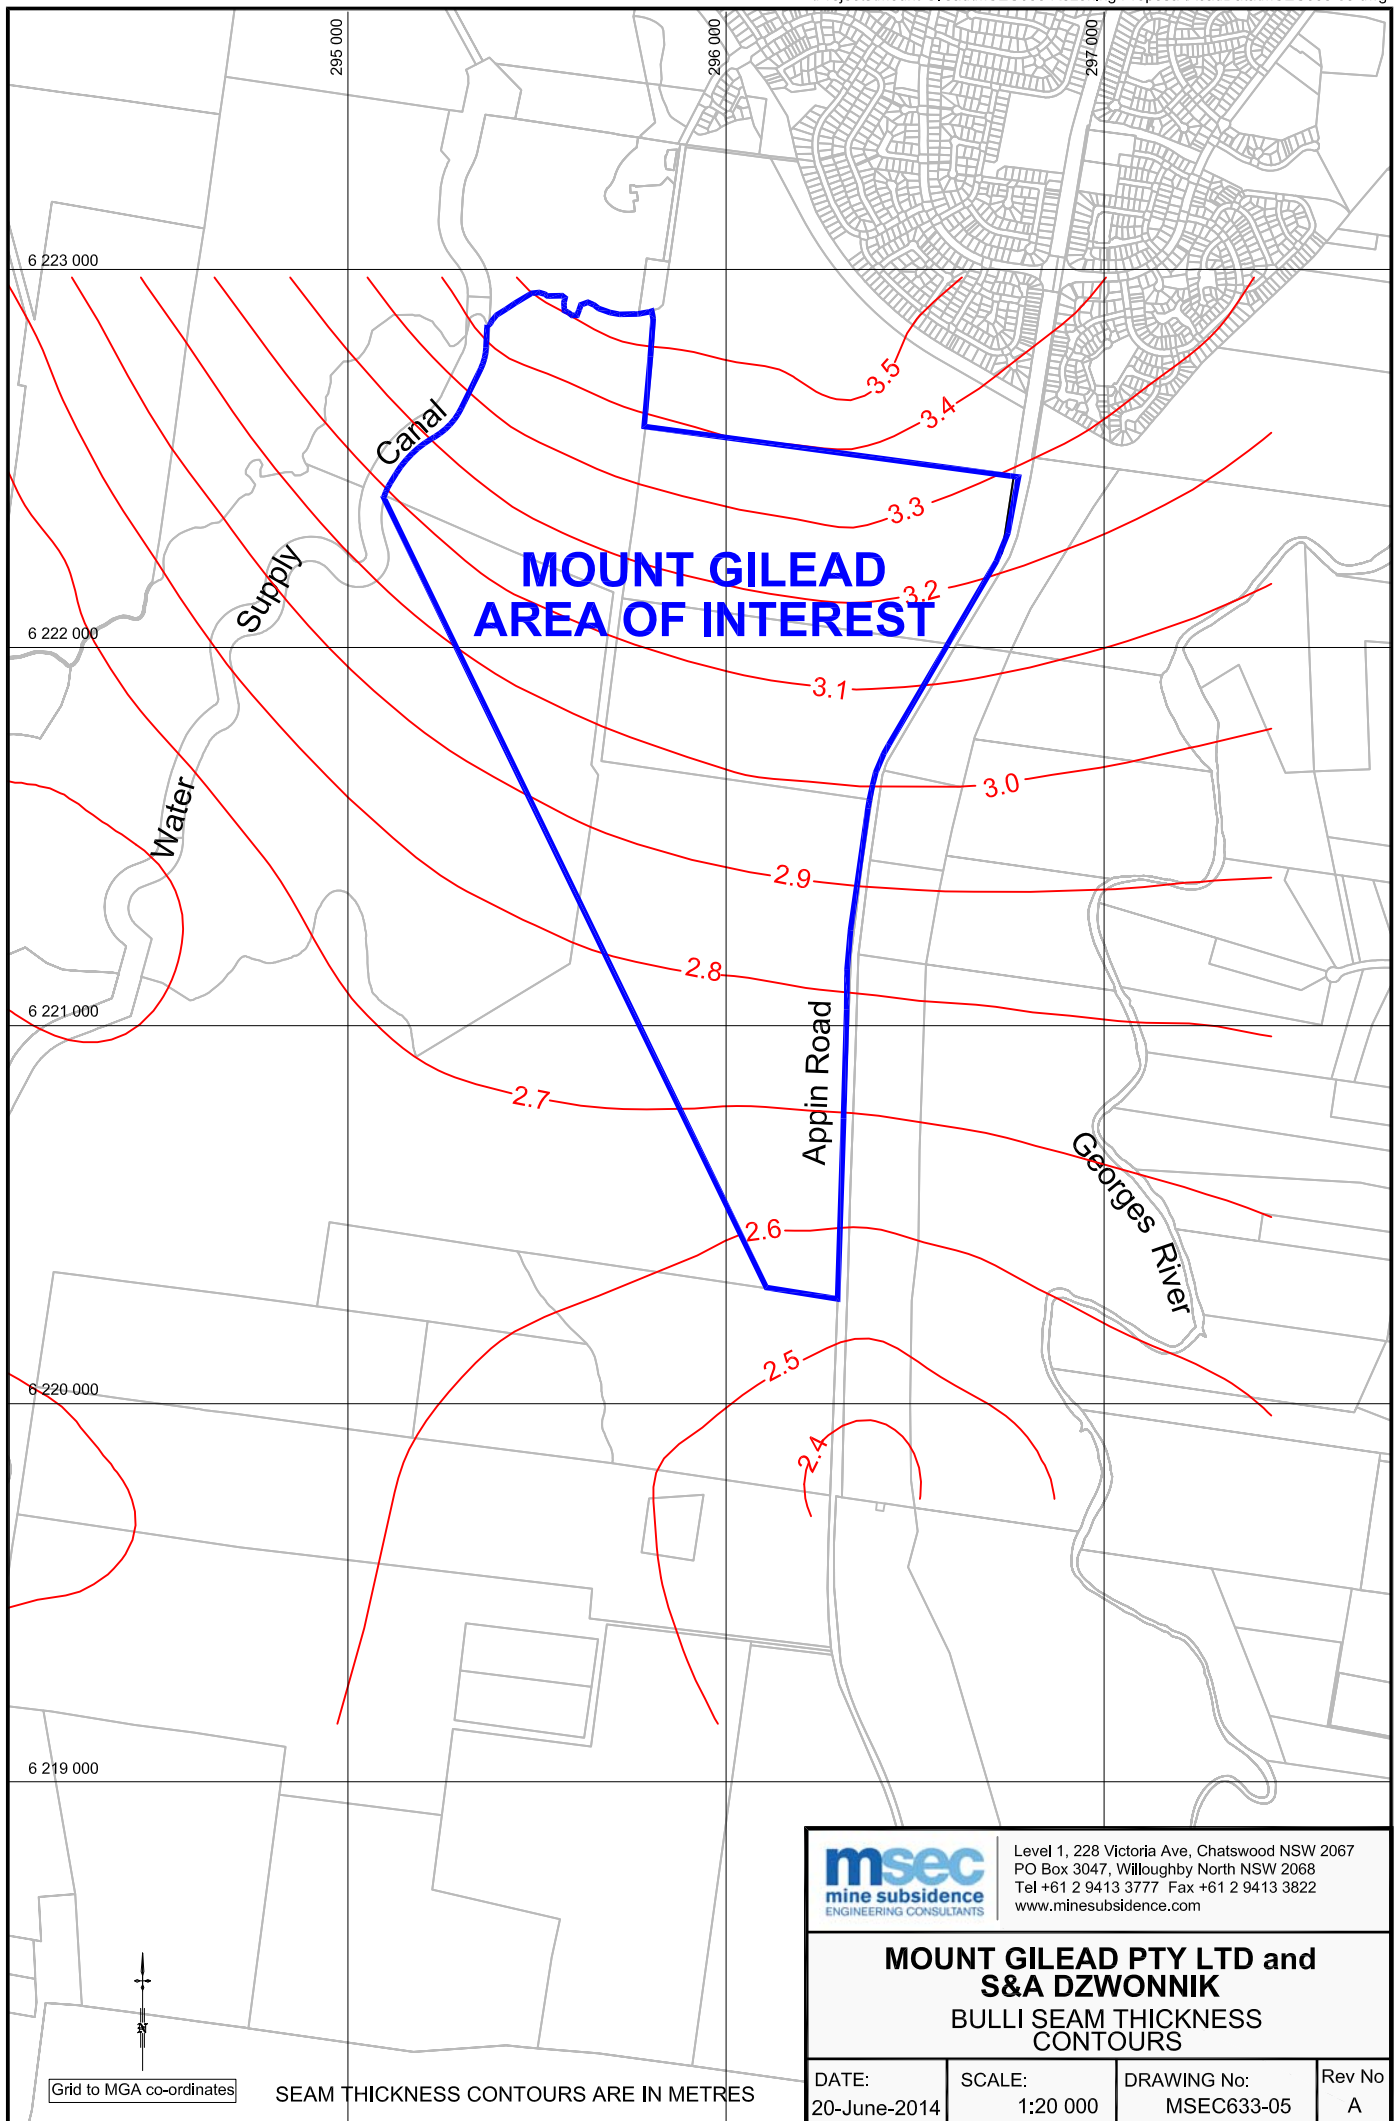 295 000
296 000
297 000
6 223 000
3.5
3.4
Canal
3.3
MOUNT GILEAD
AREA OF INTEREST
3.2
Supply
6 222 000
3.1
3.0
Water
2.9
2.8
6 221 000
Appin Road
2.7
Georges River
2.6
2.5
6 220 000
2.4
6 219 000
msec
mine subsidence
ENGINEERING CONSULTANTS
Level 1, 228 Victoria Ave, Chatswood NSW 2067
PO Box 3047, Willoughby North NSW 2068
Tel +61 2 9413 3777 Fax +61 2 9413 3822
www.minesubsidence.com
MOUNT GILEAD PTY LTD and
S&A DZWONNIK
BULLI SEAM THICKNESS
CONTOURS
N
Grid to MGA co-ordinates
SEAM THICKNESS CONTOURS ARE IN METRES
DATE:
20-June-2014
SCALE:
1:20 000
DRAWING No:
MSEC633-05
Rev No
A